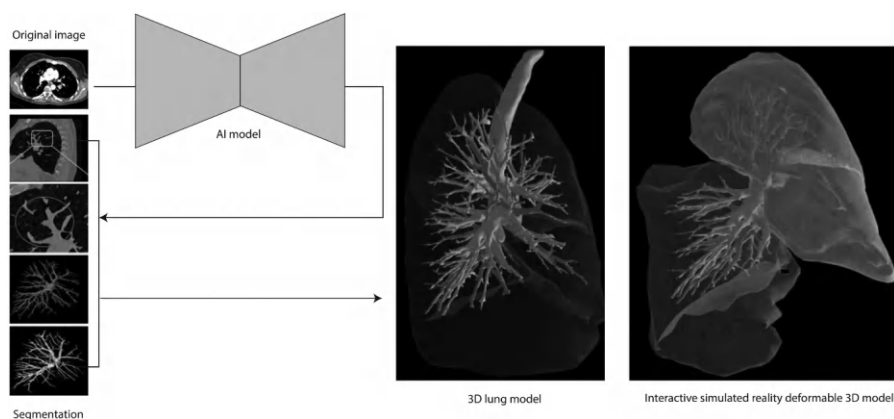 Original image
AI model
Segmentation
3D lung model
Interactive simulated reality deformable 3D model